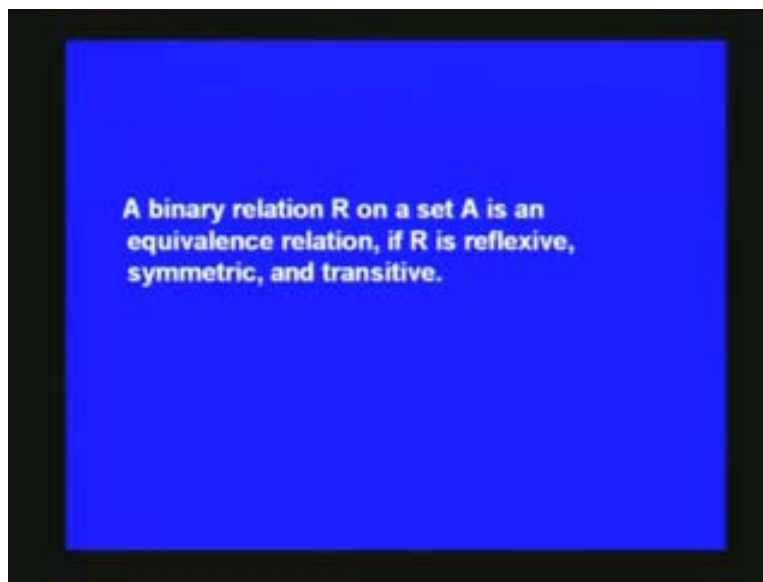 A binary relation R on a set A is an
equivalence relation, if R is reflexive,
symmetric, and transitive.